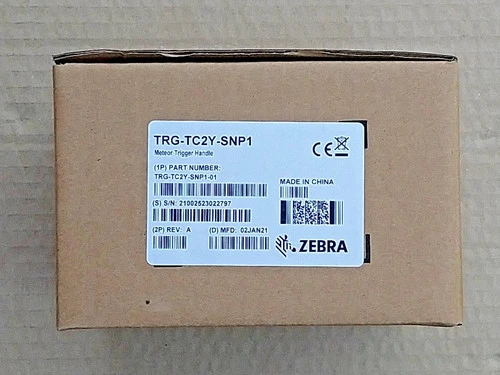 TRG-TC2Y-SNP1
Meteor Trigger Handle
CE
(1P) PART NUMBER:
TRG-TC2Y-SNP1-01
MADE IN CHINA
(S) S/N: 21002523022797
(2P) REV: A (D) MFD: 02JAN21
ZEBRA